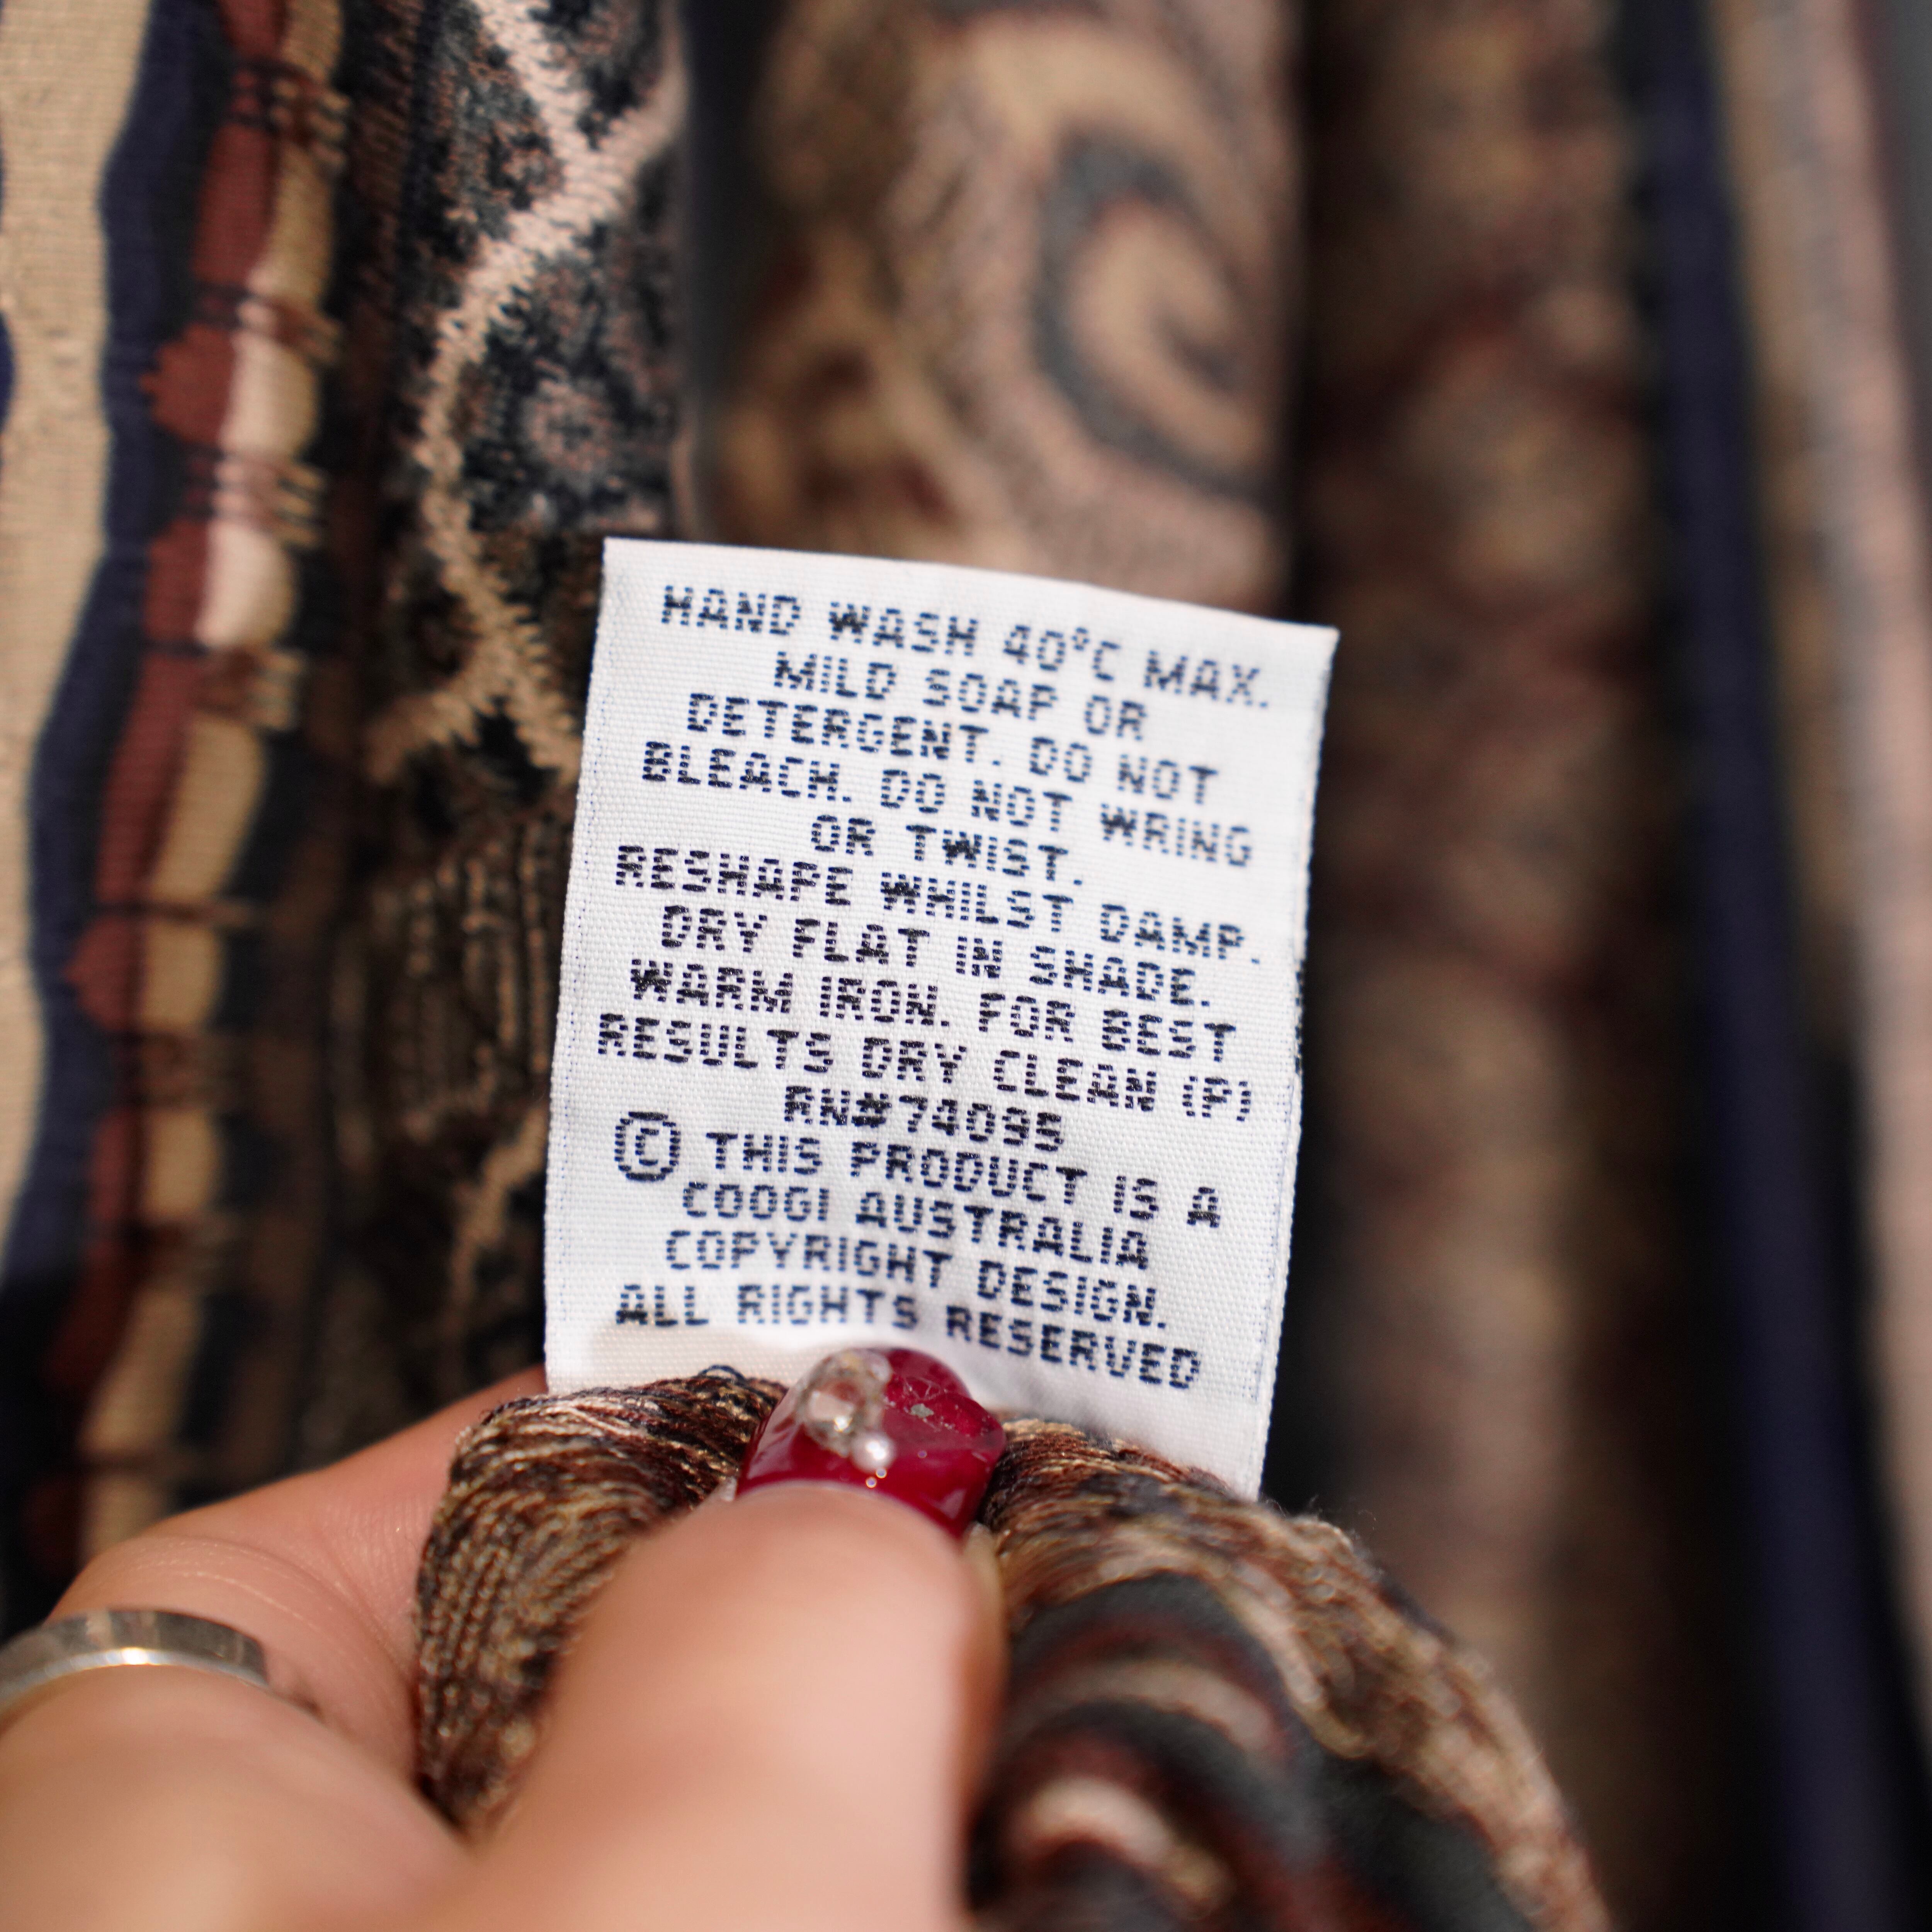 HAND WASH 40°C MAX.
MILD SOAP OR
DETERGENT. DO NOT
BLEACH. DO NOT WRING
OR TWIST.
RESHAPE WHILST DAMP.
DRY FLAT IN SHADE.
WARM IRON. FOR BEST
RESULTS DRY CLEAN (P)
RN#74095
© THIS PRODUCT IS A
COOGI AUSTRALIA
COPYRIGHT DESIGN.
ALL RIGHTS RESERVED